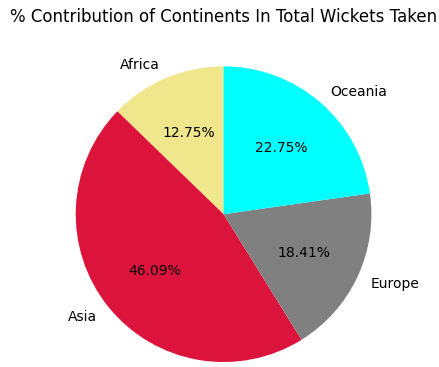 % Contribution of Continents In Total Wickets Taken
Africa
12.75%
Oceania
22.75%
46.09%
Asia
18.41%
Europe